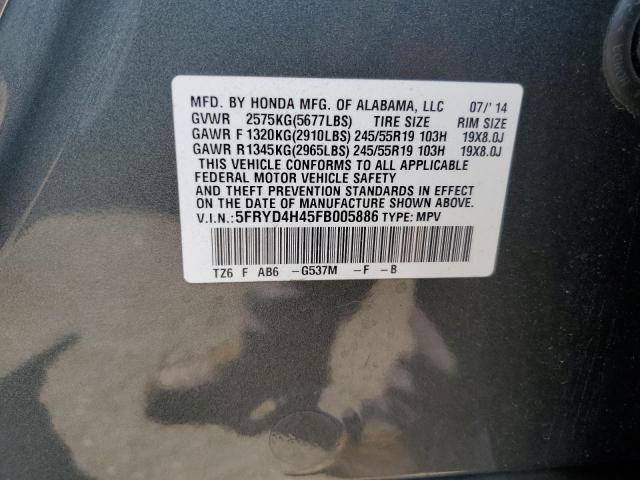 MFD. BY HONDA MFG. OF ALABAMA, LLC 07/'14
GVWR 2575KG(5677LBS) TIRE SIZE RIM SIZE
GAWR F 1320KG(2910LBS) 245/55R19 103H 19X8.0J
GAWR R1345KG(2965LBS) 245/55R19 103H 19X8.0J
THIS VEHICLE CONFORMS TO ALL APPLICABLE
FEDERAL MOTOR VEHICLE SAFETY
AND THEFT PREVENTION STANDARDS IN EFFECT
ON THE DATE OF MANUFACTURE SHOWN ABOVE.
V.I.N.: 5FRYD4H45FB005886 TYPE: MPV
TZ6 F AB6 –G537M –F –B